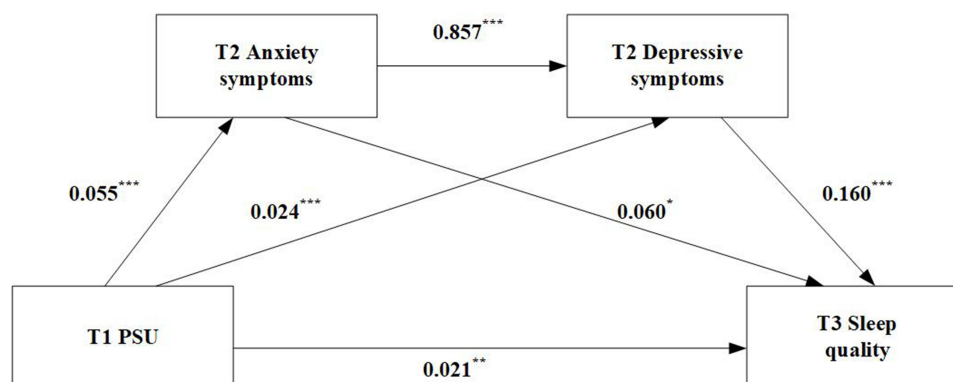 0.857***
T2 Anxiety
symptoms
T2 Depressive
symptoms
0.055***
0.024***
0.060*
0.160***
T1 PSU
T3 Sleep
quality
0.021**